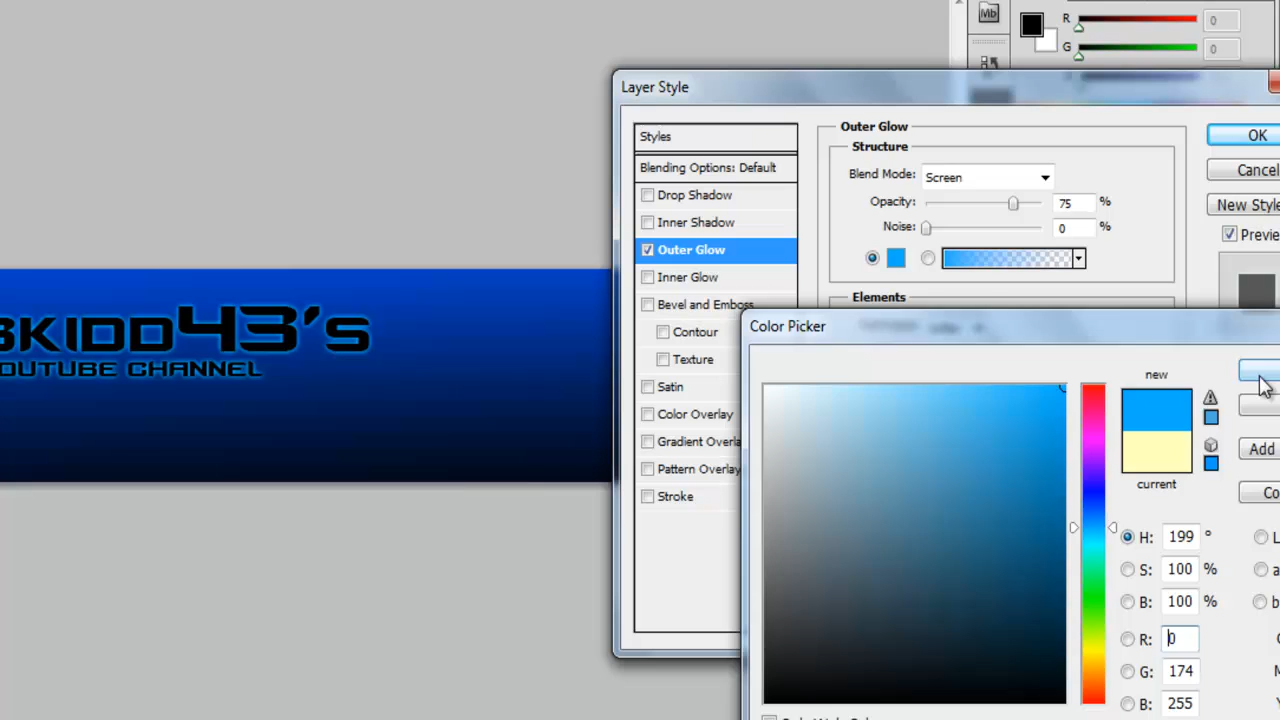 Mb
R 0
G 0
Layer Style
Styles
Blending Options: Default
Drop Shadow
Inner Shadow
Outer Glow
Inner Glow
Bevel and Emboss
Contour
Texture
Satin
Color Overlay
Gradient Overla
Pattern Overlay
Stroke
Outer Glow
Structure
Blend Mode: Screen
Opacity: 75 %
Noise: 0 %
Elements
OK
Cancel
New Style
Preview
KIDD43's
OUTUBE CHANNEL
Color Picker
new
current
Add
Co
H: 199 °
S: 100 %
B: 100 %
R: 0
G: 174
B: 255
L
a
b